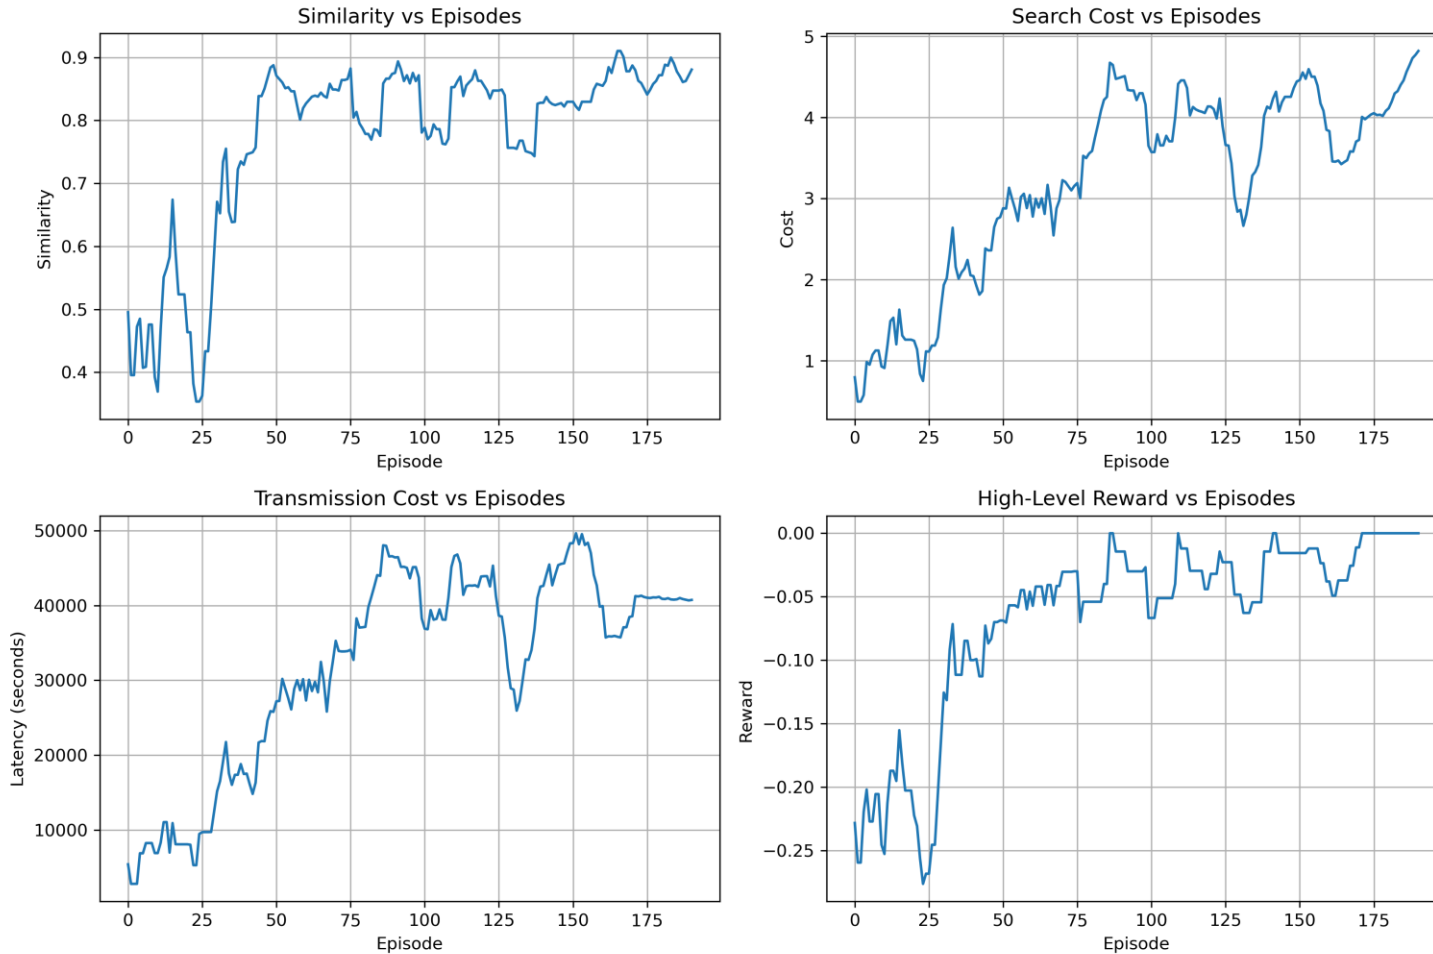 Similarity vs Episodes
0.9
0.8
0.7
0.6
0.5
0.4
Similarity
0 25 50 75 100 125 150 175
Episode
Search Cost vs Episodes
5
4
3
2
1
Cost
0 25 50 75 100 125 150 175
Episode
Transmission Cost vs Episodes
50000
40000
30000
20000
10000
Latency (seconds)
0 25 50 75 100 125 150 175
Episode
High-Level Reward vs Episodes
0.00
−0.05
−0.10
−0.15
−0.20
−0.25
Reward
0 25 50 75 100 125 150 175
Episode